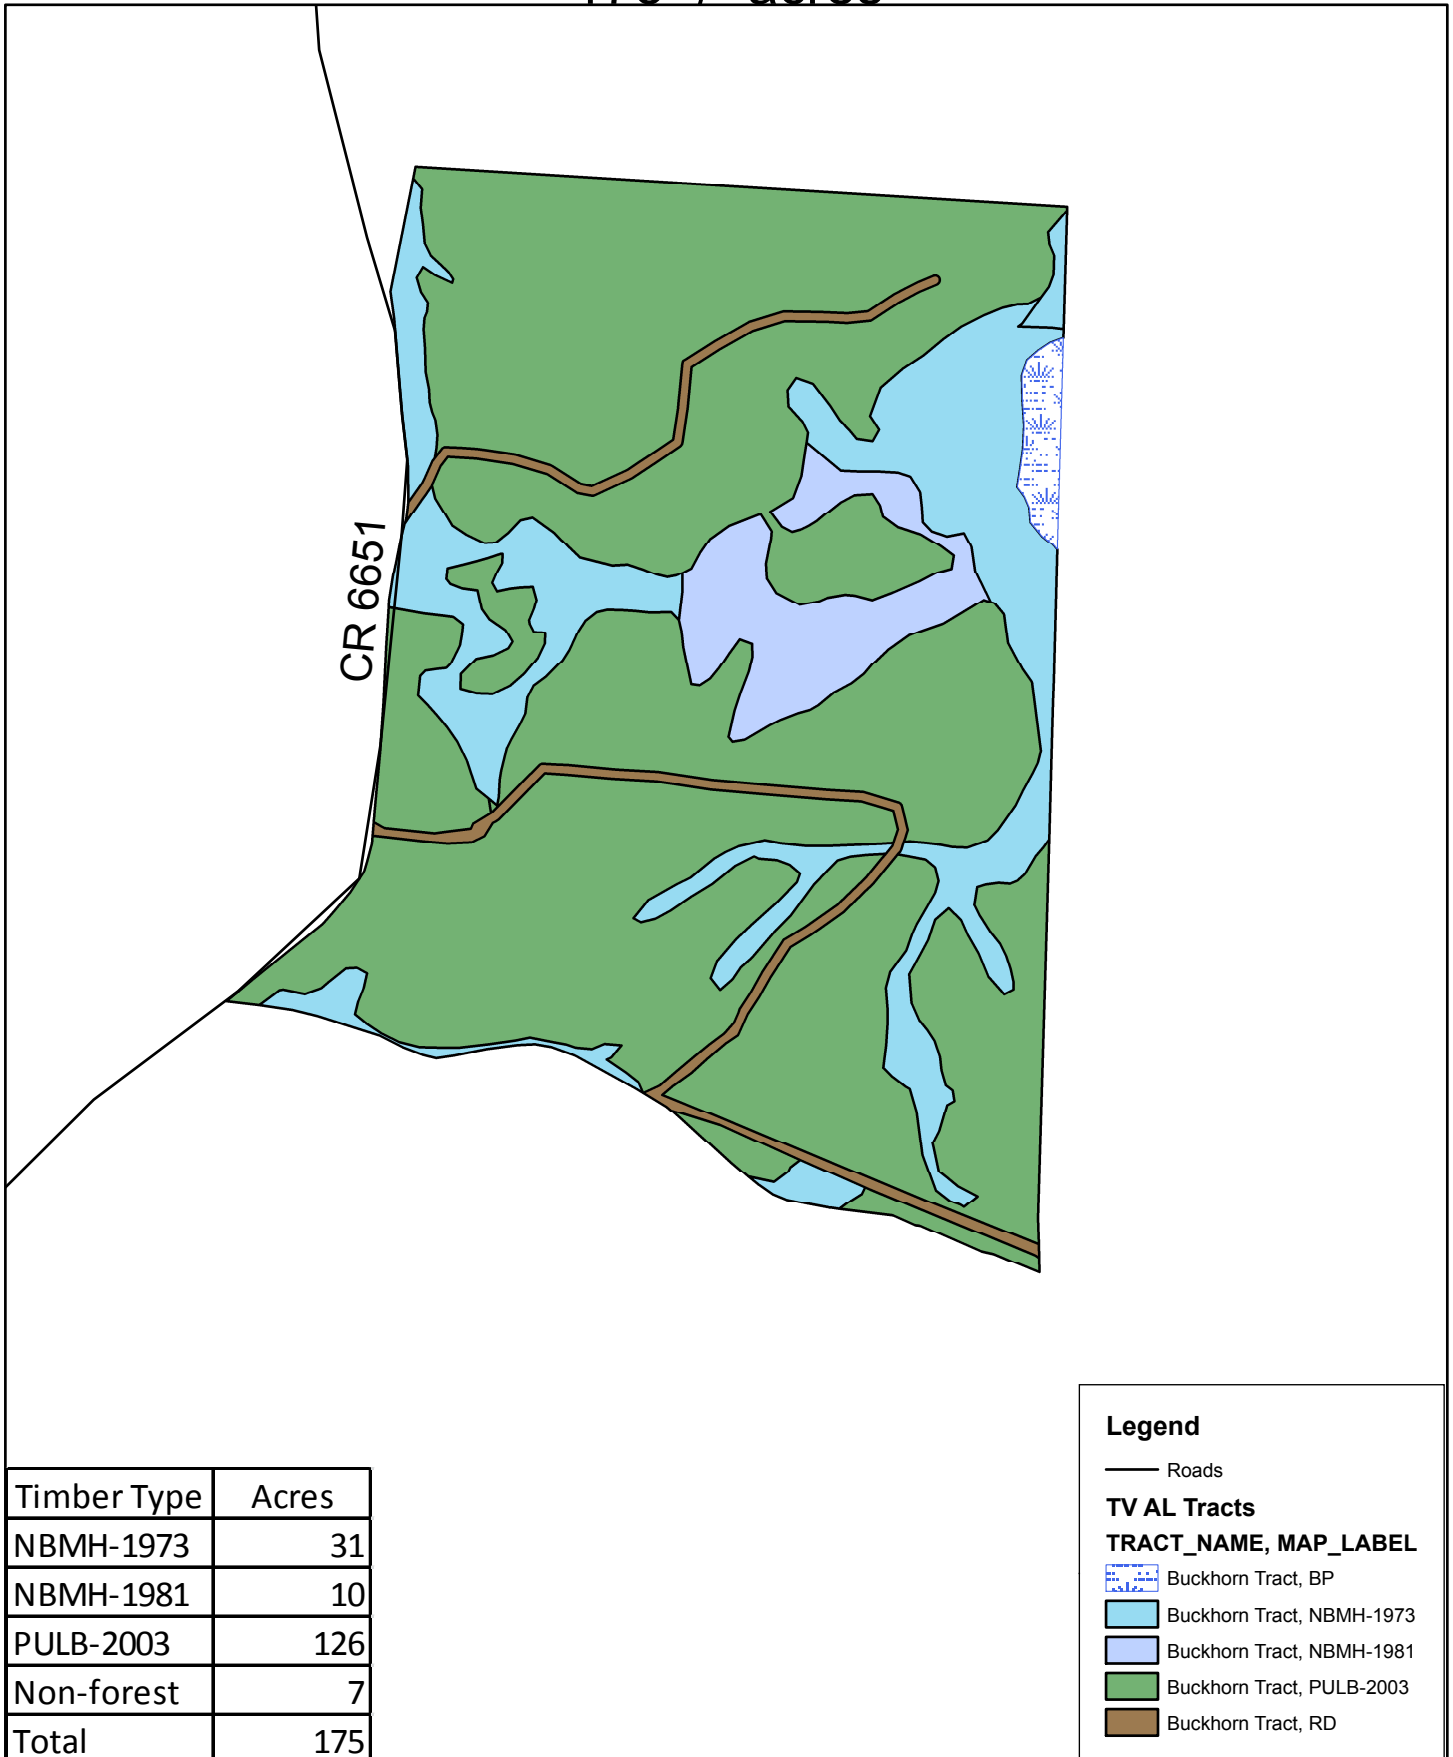 CR 6651
Timber Type Acres
NBMH-1973 31
NBMH-1981 10
PULB-2003 126
Non-forest 7
Total 175
Legend
Roads
TV AL Tracts
TRACT_NAME, MAP_LABEL
Buckhorn Tract, BP
Buckhorn Tract, NBMH-1973
Buckhorn Tract, NBMH-1981
Buckhorn Tract, PULB-2003
Buckhorn Tract, RD